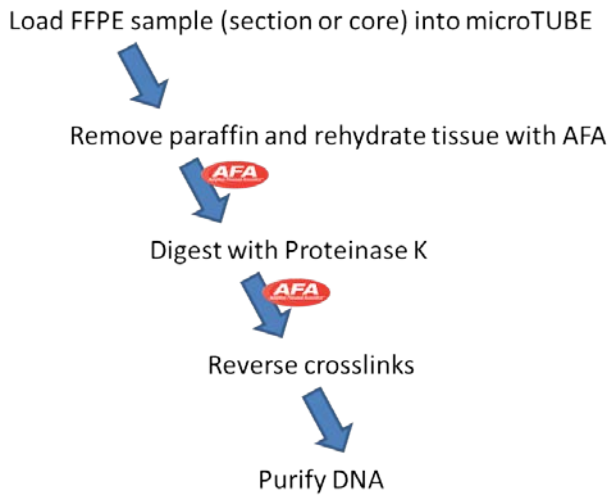 Load FFPE sample (section or core) into microTUBE
Remove paraffin and rehydrate tissue with AFA
AFA
Digest with Proteinase K
AFA
Reverse crosslinks
Purify DNA